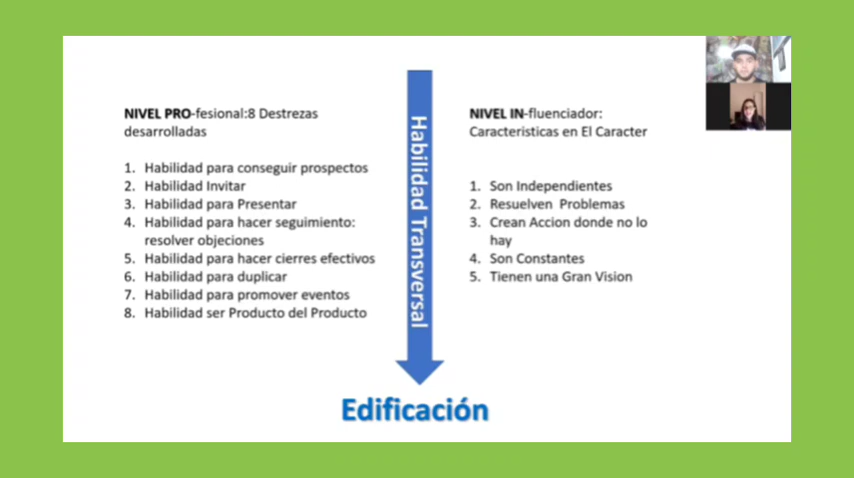 NIVEL PRO-fesional:8 Destrezas
desarrolladas
1. Habilidad para conseguir prospectos
2. Habilidad Invitar
3. Habilidad para Presentar
4. Habilidad para hacer seguimiento:
resolver objeciones
5. Habilidad para hacer cierres efectivos
6. Habilidad para duplicar
7. Habilidad para promover eventos
8. Habilidad ser Producto del Producto
Habilidad Transversal
NIVEL IN-fluenciador:
Caracteristicas en El Caracter
1. Son Independientes
2. Resuelven Problemas
3. Crean Accion donde no lo
hay
4. Son Constantes
5. Tienen una Gran Vision
Edificación